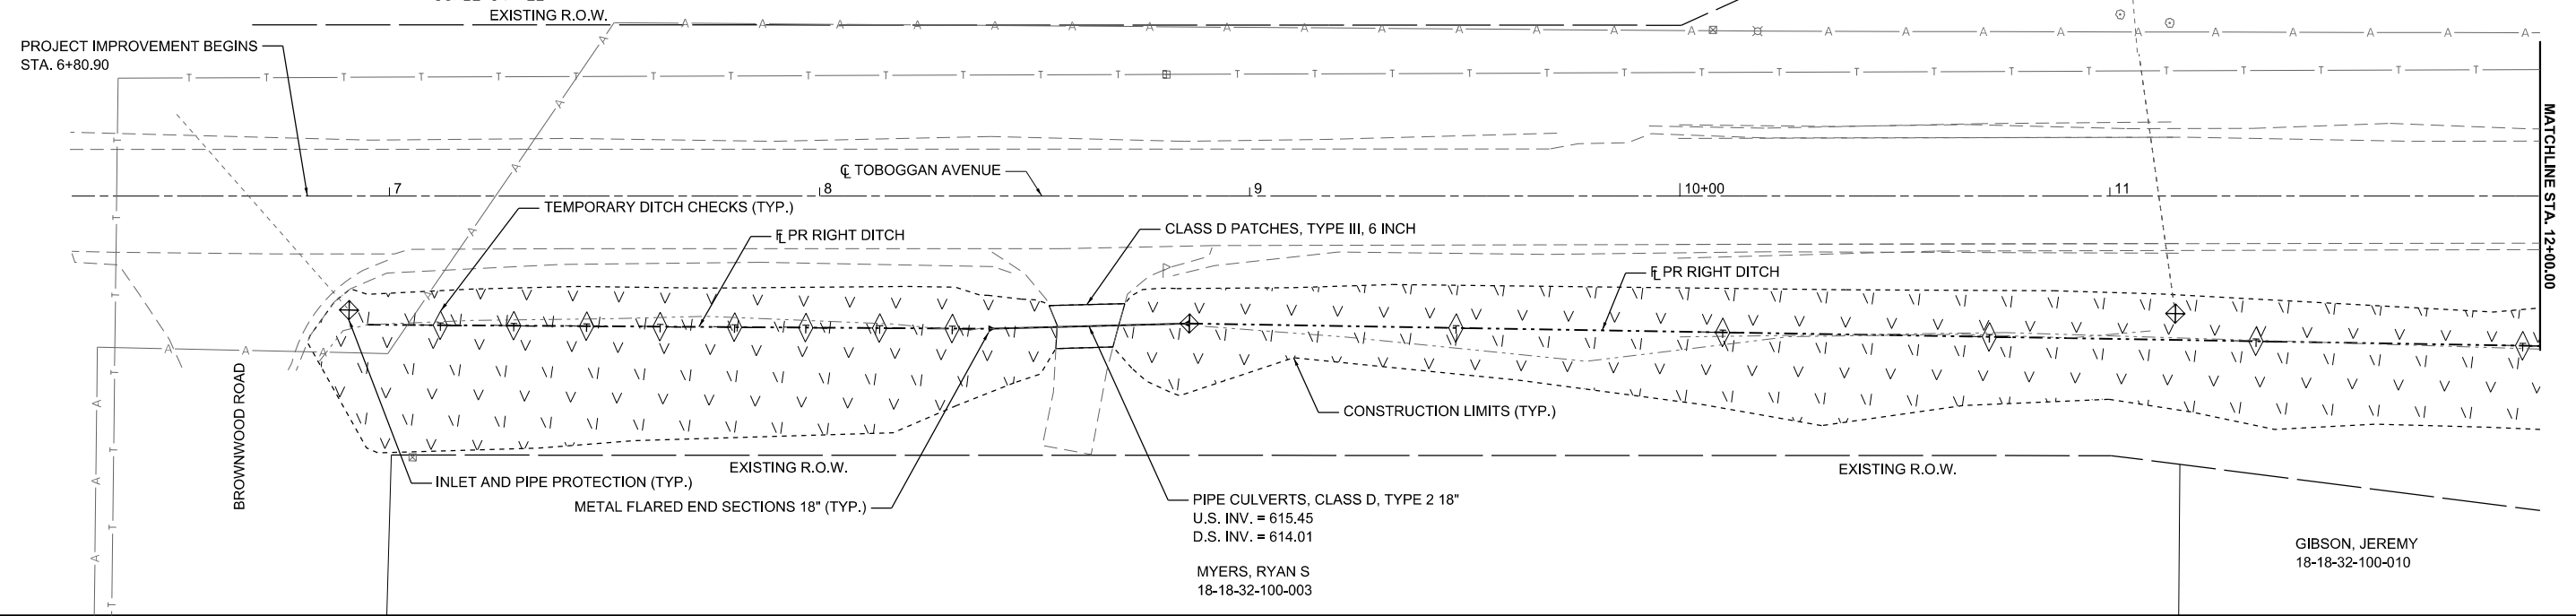 EXISTING R.O.W.
PROJECT IMPROVEMENT BEGINS
STA. 6+80.90
MATCHLINE STA. 12+00.00
℄ TOBOGGAN AVENUE
7
8
9
10+00
11
TEMPORARY DITCH CHECKS (TYP.)
PR RIGHT DITCH
CLASS D PATCHES, TYPE III, 6 INCH
PR RIGHT DITCH
CONSTRUCTION LIMITS (TYP.)
BROWNWOOD ROAD
INLET AND PIPE PROTECTION (TYP.)
EXISTING R.O.W.
EXISTING R.O.W.
METAL FLARED END SECTIONS 18" (TYP.)
PIPE CULVERTS, CLASS D, TYPE 2 18"
U.S. INV. = 615.45
D.S. INV. = 614.01
MYERS, RYAN S
18-18-32-100-003
GIBSON, JEREMY
18-18-32-100-010